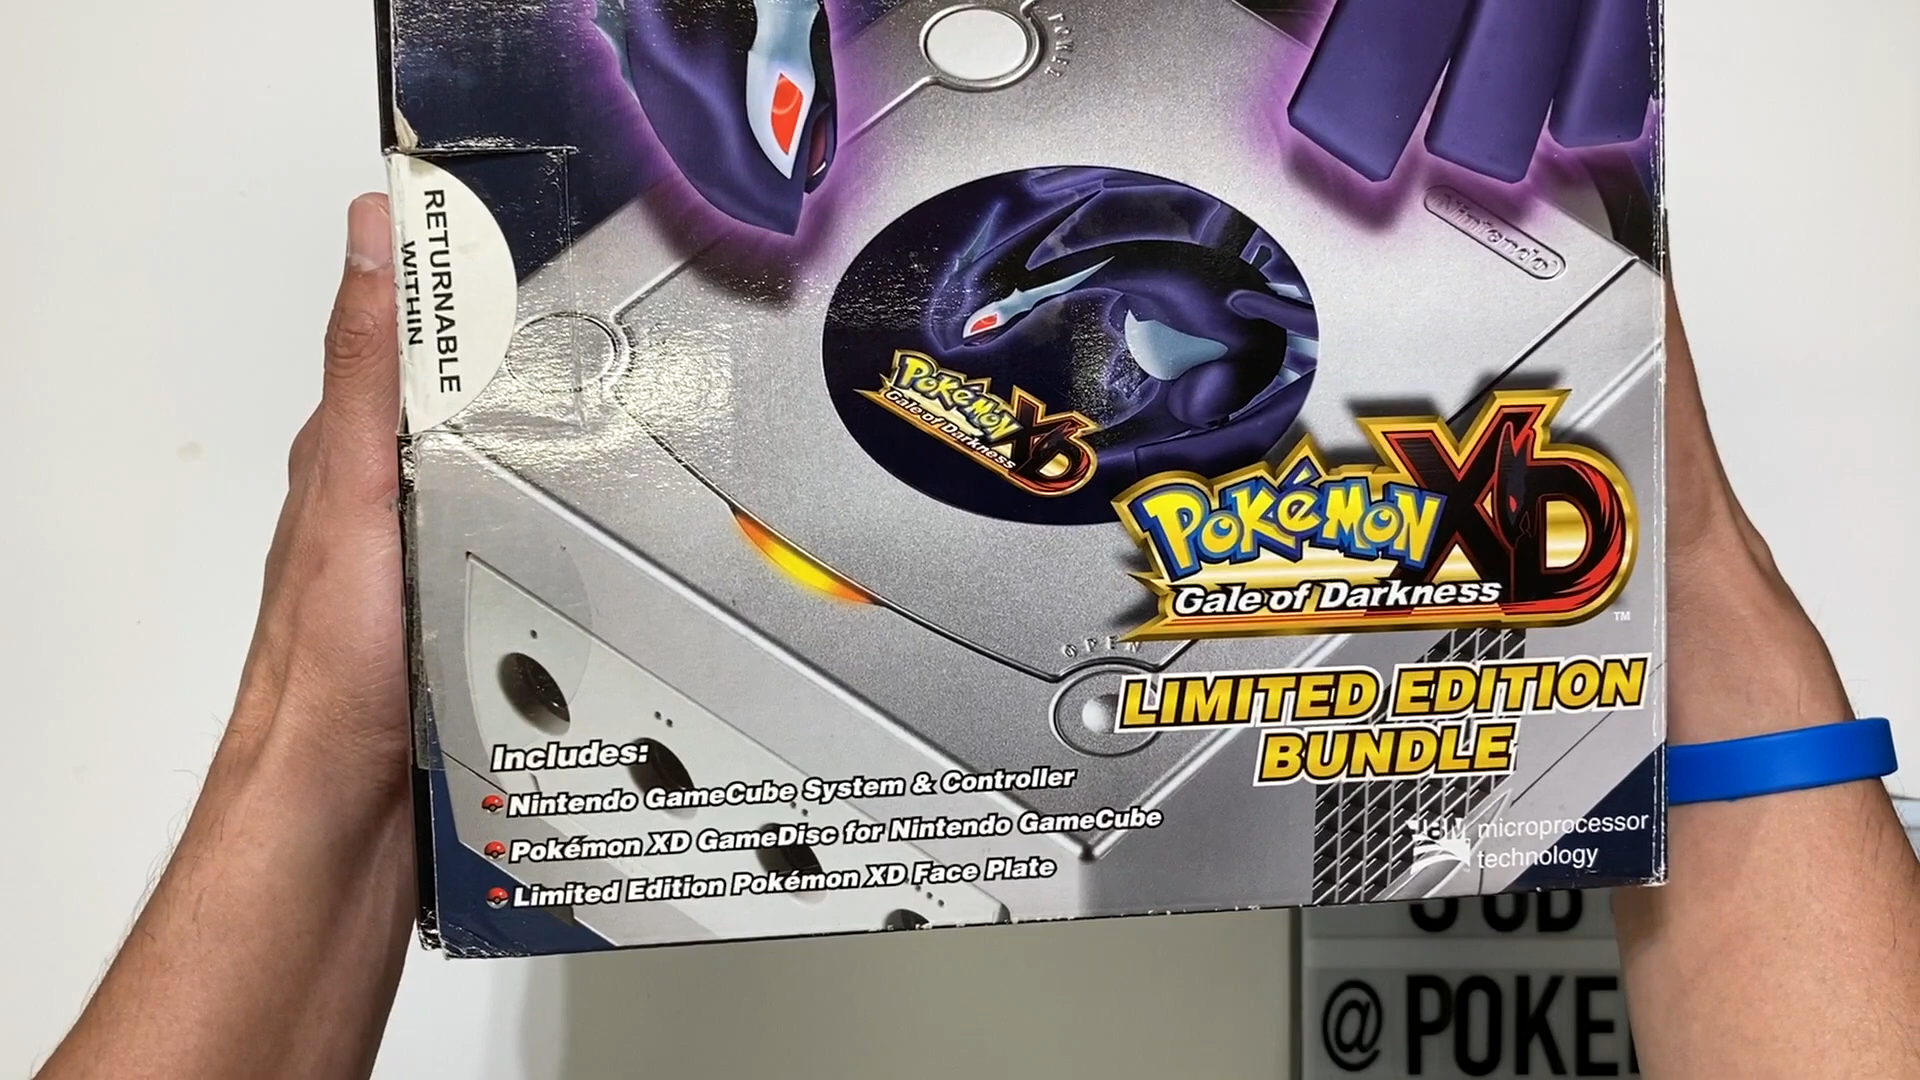 POWER
RETURNABLE
WITHIN
Nintendo
POKéMON XD
Gale of Darkness
POKéMON XD
Gale of Darkness
TM
OPEN
LIMITED EDITION
BUNDLE
Includes:
Nintendo GameCube System & Controller
Pokémon XD GameDisc for Nintendo GameCube
Limited Edition Pokémon XD Face Plate
IBM microprocessor
technology
@POKE